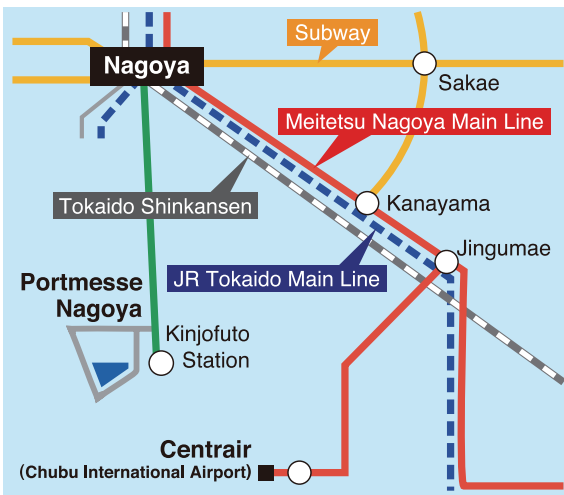 Subway
Nagoya
Sakae
Meitetsu Nagoya Main Line
Tokaido Shinkansen
Kanayama
Jingumae
JR Tokaido Main Line
Portmesse
Nagoya
Kinjofuto
Station
Centrair
(Chubu International Airport)